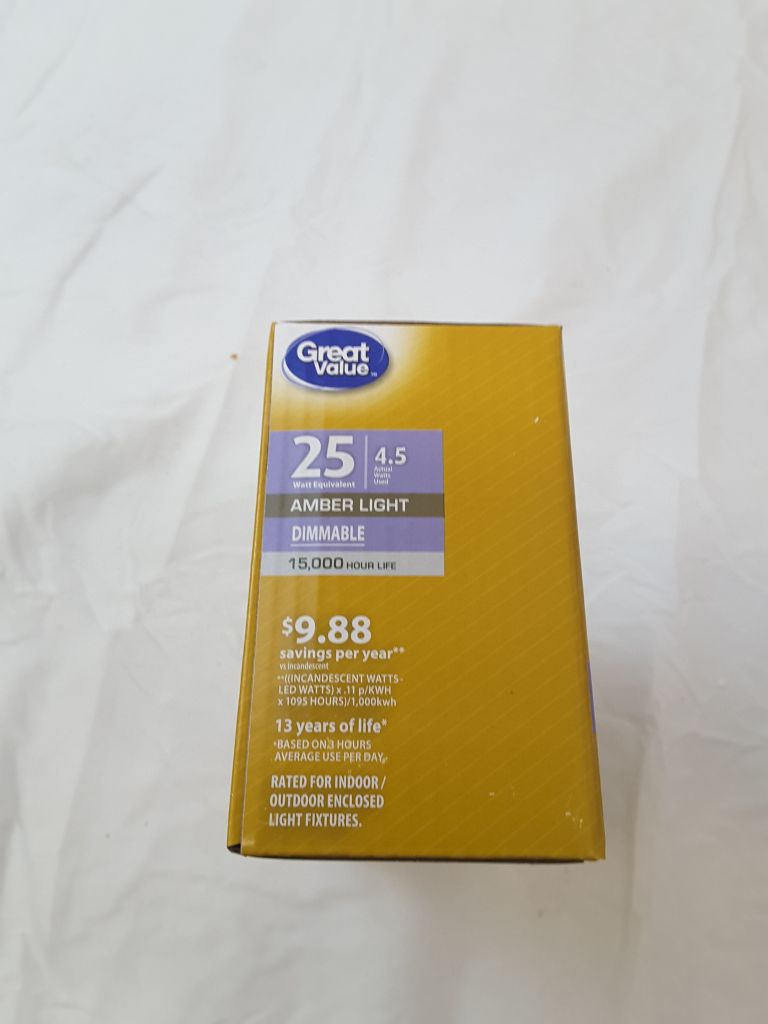 Great
Value™
25
Watt Equivalent
4.5
Actual
Watts
Used
AMBER LIGHT
DIMMABLE
15,000 HOUR LIFE
$9.88
savings per year**
vs incandescent
**((INCANDESCENT WATTS-
LED WATTS) x .11 p/KWH
x 1095 HOURS)/1,000kwh
13 years of life*
*BASED ON 3 HOURS
AVERAGE USE PER DAY.
RATED FOR INDOOR /
OUTDOOR ENCLOSED
LIGHT FIXTURES.